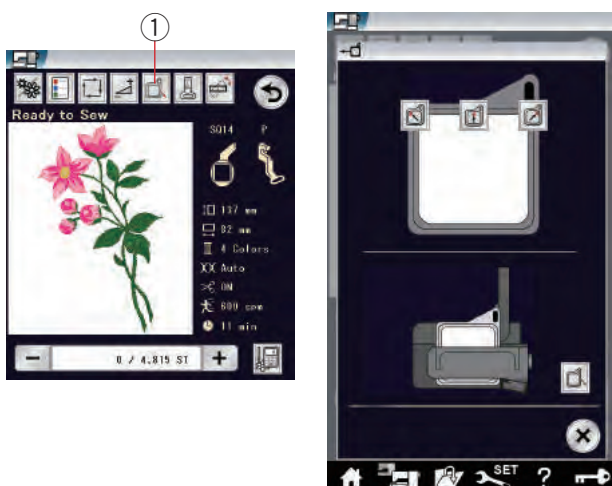 ①
Ready to Sew
SQ14 P
137 mm
82 mm
4 Colors
Auto
ON
600 spm
11 min
− 0 / 4,815 ST +
SET
?